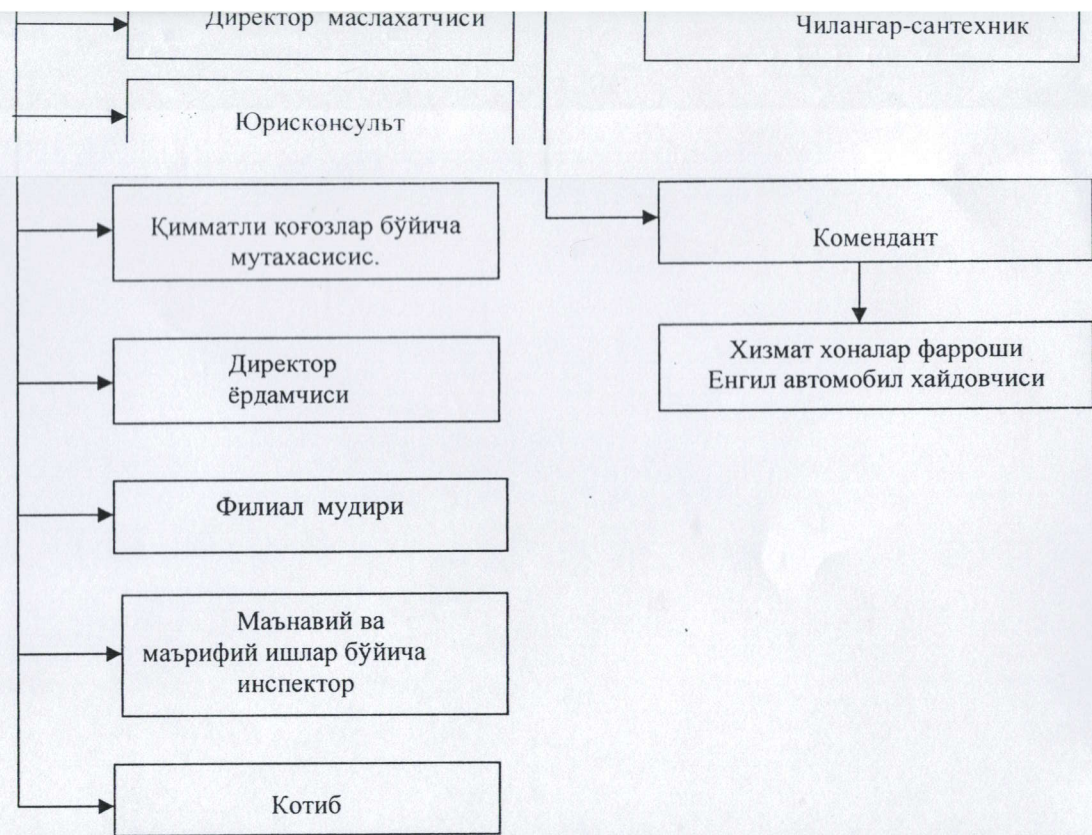 Директор маслахатчиси
Юрисконсульт
Қимматли қоғозлар бўйича
мутахасисис.
Директор
ёрдамчиси
Филиал мудири
Маънавий ва
маърифий ишлар бўйича
инспектор
Котиб
Чилангар-сантехник
Комендант
Хизмат хоналар фарроши
Енгил автомобил хайдовчиси